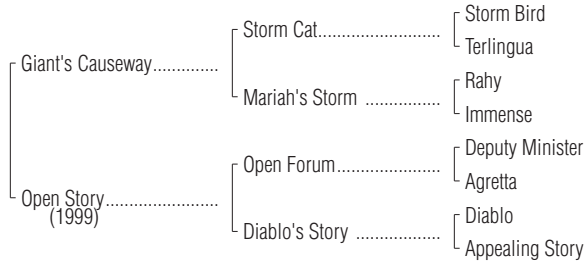 Storm Bird
Storm Cat....................................
Terlingua
Giant's Causeway...................
Rahy
Mariah's Storm ......................
Immense
Deputy Minister
Open Forum..............................
Agretta
Open Story.................................
(1999)
Diablo
Diablo's Story ..........................
Appealing Story